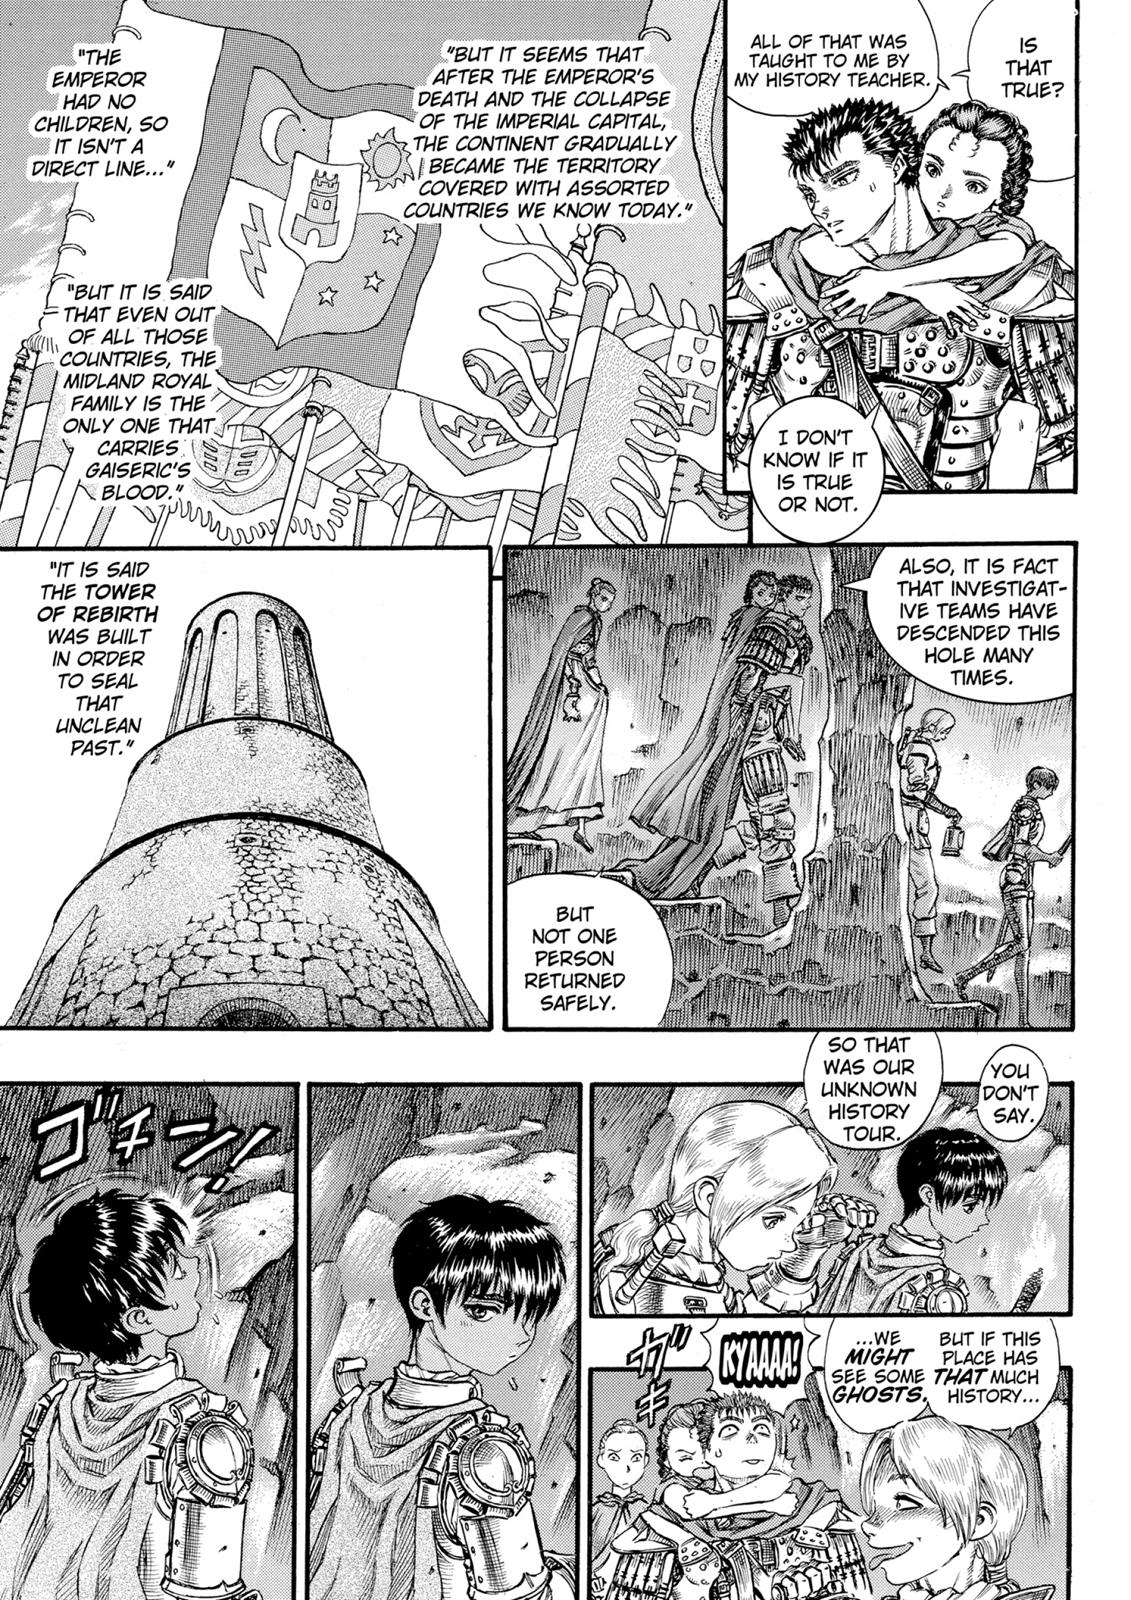 IS
THAT
TRUE?
ALL OF THAT WAS
TAUGHT TO ME BY
MY HISTORY TEACHER.
I DON'T
KNOW IF IT
IS TRUE
OR NOT.
"BUT IT SEEMS THAT
AFTER THE EMPEROR'S
DEATH AND THE COLLAPSE
OF THE IMPERIAL CAPITAL,
THE CONTINENT GRADUALLY
BECAME THE TERRITORY
COVERED WITH ASSORTED
COUNTRIES WE KNOW TODAY."
"THE
EMPEROR
HAD NO
CHILDREN, SO
IT ISN'T A
DIRECT LINE..."
"BUT IT IS SAID
THAT EVEN OUT
OF ALL THOSE
COUNTRIES, THE
MIDLAND ROYAL
FAMILY IS THE
ONLY ONE THAT
CARRIES
GAISERIC'S
BLOOD."
ALSO, IT IS FACT
THAT INVESTIGAT-
IVE TEAMS HAVE
DESCENDED THIS
HOLE MANY
TIMES.
BUT
NOT ONE
PERSON
RETURNED
SAFELY.
"IT IS SAID
THE TOWER
OF REBIRTH
WAS BUILT
IN ORDER
TO SEAL
THAT
UNCLEAN
PAST."
YOU
DON'T
SAY.
SO THAT
WAS OUR
UNKNOWN
HISTORY
TOUR.
BUT IF THIS
PLACE HAS
THAT MUCH
HISTORY...
...WE
MIGHT
SEE SOME
GHOSTS.
KYAAAA!
ガキ
ゴチン!